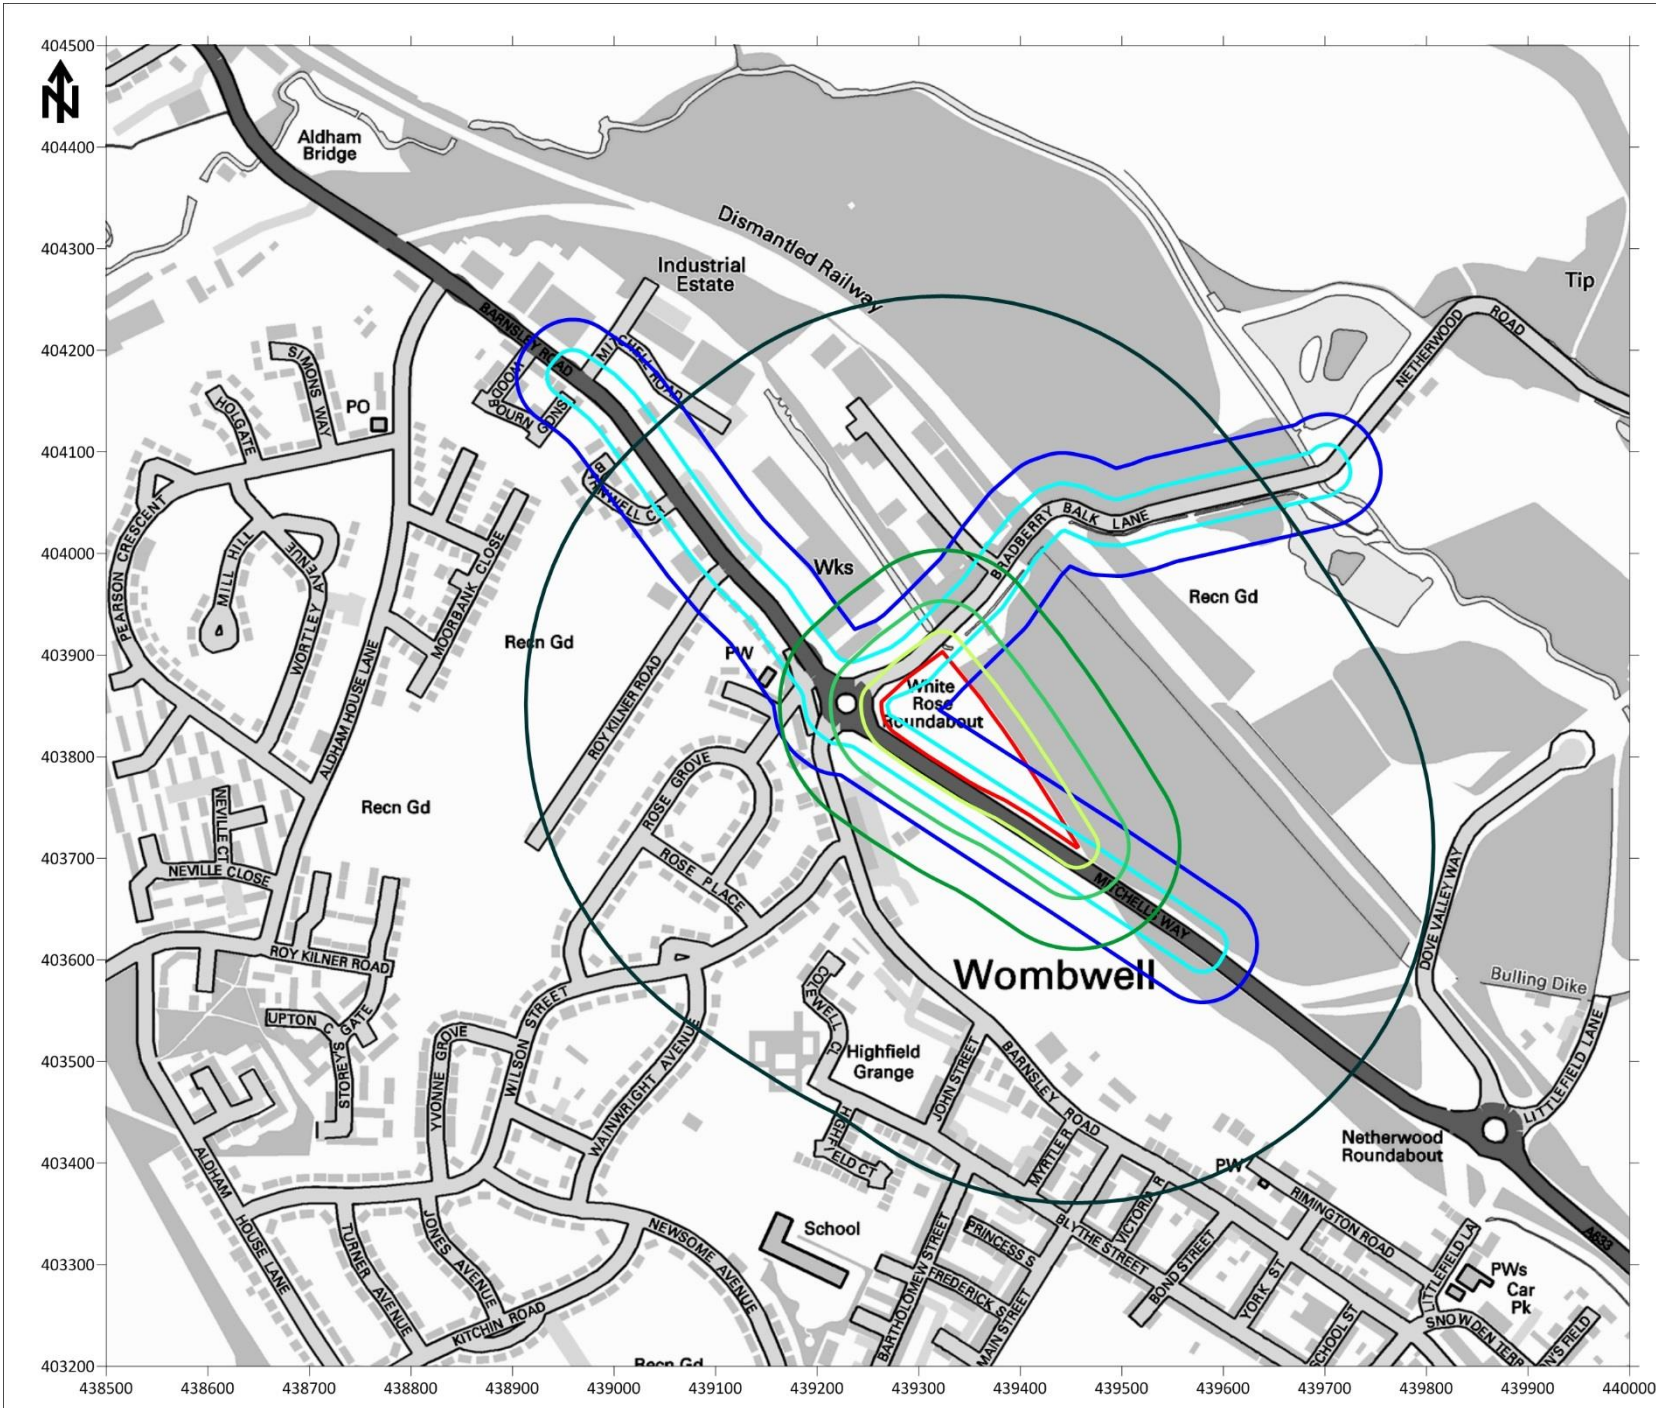 404500
N
404400
404300
404200
404100
404000
403900
403800
403700
403600
403500
403400
403300
403200
438500
438600
438700
438800
438900
439000
439100
439200
439300
439400
439500
439600
439700
439800
439900
440000
Aldham
Bridge
Dismantled Railway
Industrial
Estate
Tip
NETHERWOOD
ROAD
BARNSLEY ROAD
SIMONS WAY
HOLGATE
PO
BRADBERRY BALK LANE
Wks
Recn Gd
PEARSON CRESCENT
MILL HILL
WORTLEY AVENUE
MOORBANK CLOSE
Recn Gd
PW
ALDHAM HOUSE LANE
ROY KILNER ROAD
White
Rose
Roundabout
Recn Gd
ROSE GROVE
NEVILLE CT
NEVILLE CLOSE
ROSE PLACE
MITCHELLS WAY
DOVE VALLEY WAY
ROY KILNER ROAD
Wombwell
Bulling Dike
COLEWELL CL
UPTON C
STOREY'S GATE
YVONNE GROVE
WILSON STREET
WAINWRIGHT AVENUE
Highfield
Grange
JOHN STREET
BARNSLEY ROAD
LITTLEFIELD LANE
Netherwood
Roundabout
MYRTLE R
PW
VICTORIA R
RIMINGTON ROAD
ALDHAM
HOUSE LANE
TURNER AVENUE
JONES AVENUE
KITCHIN ROAD
NEWSOME AVENUE
School
BARTHOLOMEW STREET
PRINCESS S
FREDERICK S
MAIN STREET
BLYTHE STREET
BOND STREET
YORK ST
SCHOOL ST
LITTLEFIELD LA
A633
PWs
Car
Pk
SNOWDEN TERR
Recn Gd